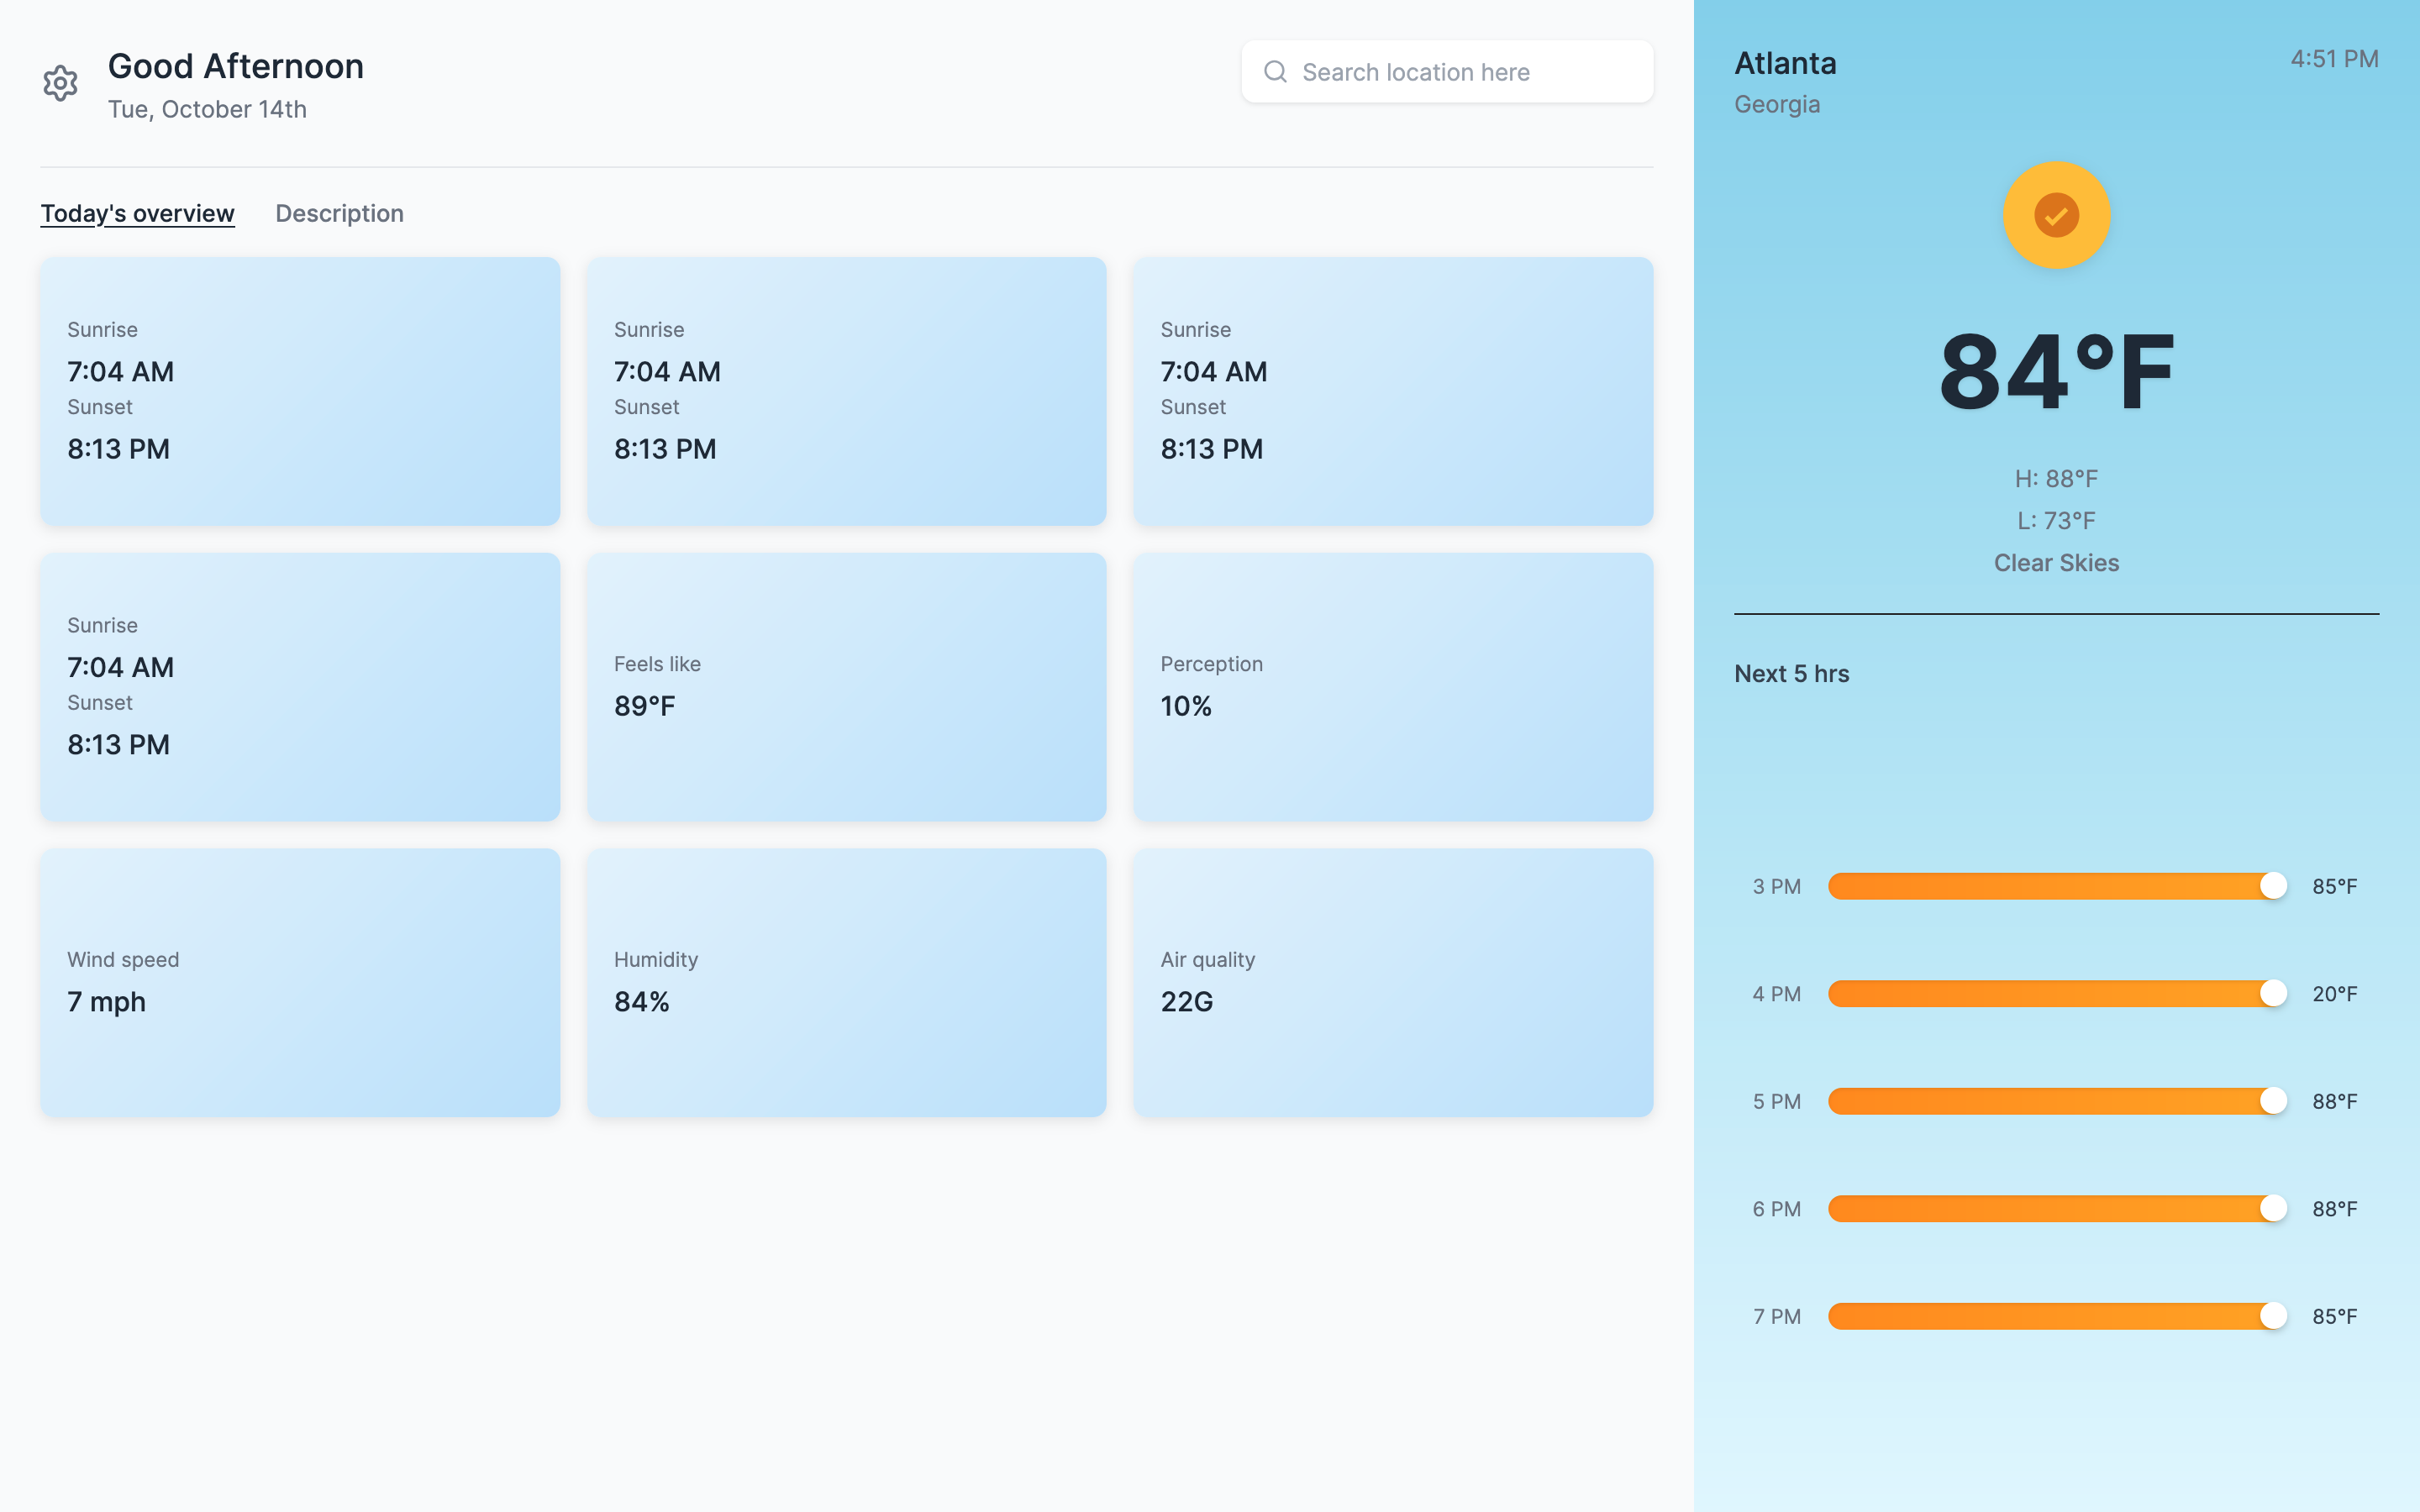 Good Afternoon
Tue, October 14th
Search location here
Today's overview
Description
Sunrise
7:04 AM
Sunset
8:13 PM
Sunrise
7:04 AM
Sunset
8:13 PM
Sunrise
7:04 AM
Sunset
8:13 PM
Sunrise
7:04 AM
Sunset
8:13 PM
Feels like
89°F
Perception
10%
Wind speed
7 mph
Humidity
84%
Air quality
22G
Atlanta
4:51 PM
Georgia
84°F
H: 88°F
L: 73°F
Clear Skies
Next 5 hrs
3 PM 85°F
4 PM 20°F
5 PM 88°F
6 PM 88°F
7 PM 85°F